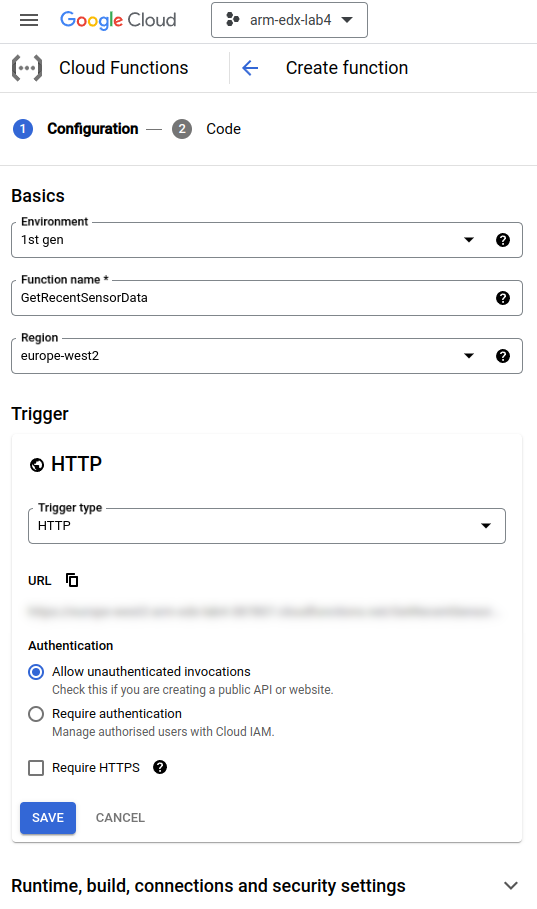 Google Cloud
arm-edx-lab4
Cloud Functions
Create function
1 Configuration — 2 Code
Basics
Environment
1st gen
Function name *
GetRecentSensorData
Region
europe-west2
Trigger
HTTP
Trigger type
HTTP
URL
Authentication
Allow unauthenticated invocations
Check this if you are creating a public API or website.
Require authentication
Manage authorised users with Cloud IAM.
Require HTTPS
SAVE CANCEL
Runtime, build, connections and security settings